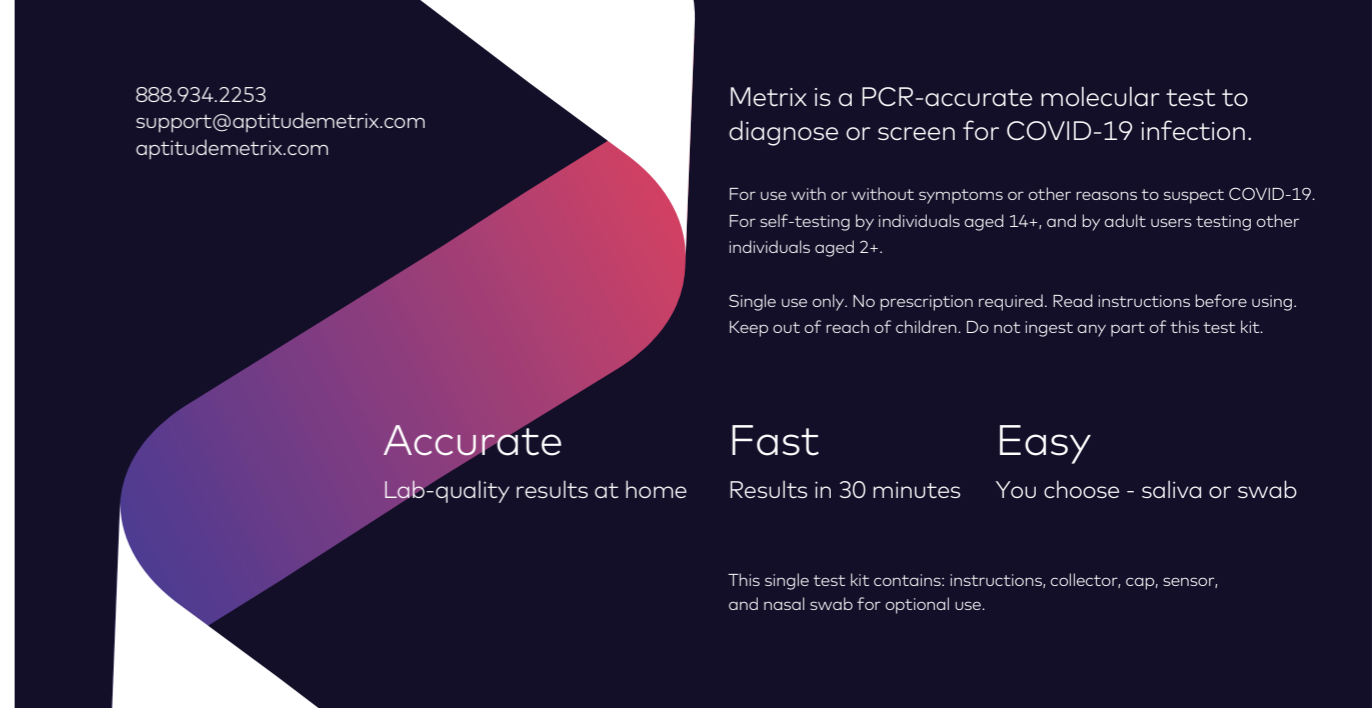 888.934.2253
support@aptitudemetrix.com
aptitudemetrix.com
Metrix is a PCR-accurate molecular test to
diagnose or screen for COVID-19 infection.
For use with or without symptoms or other reasons to suspect COVID-19.
For self-testing by individuals aged 14+, and by adult users testing other
individuals aged 2+.
Single use only. No prescription required. Read instructions before using.
Keep out of reach of children. Do not ingest any part of this test kit.
Accurate
Lab-quality results at home
Fast
Results in 30 minutes
Easy
You choose - saliva or swab
This single test kit contains: instructions, collector, cap, sensor,
and nasal swab for optional use.